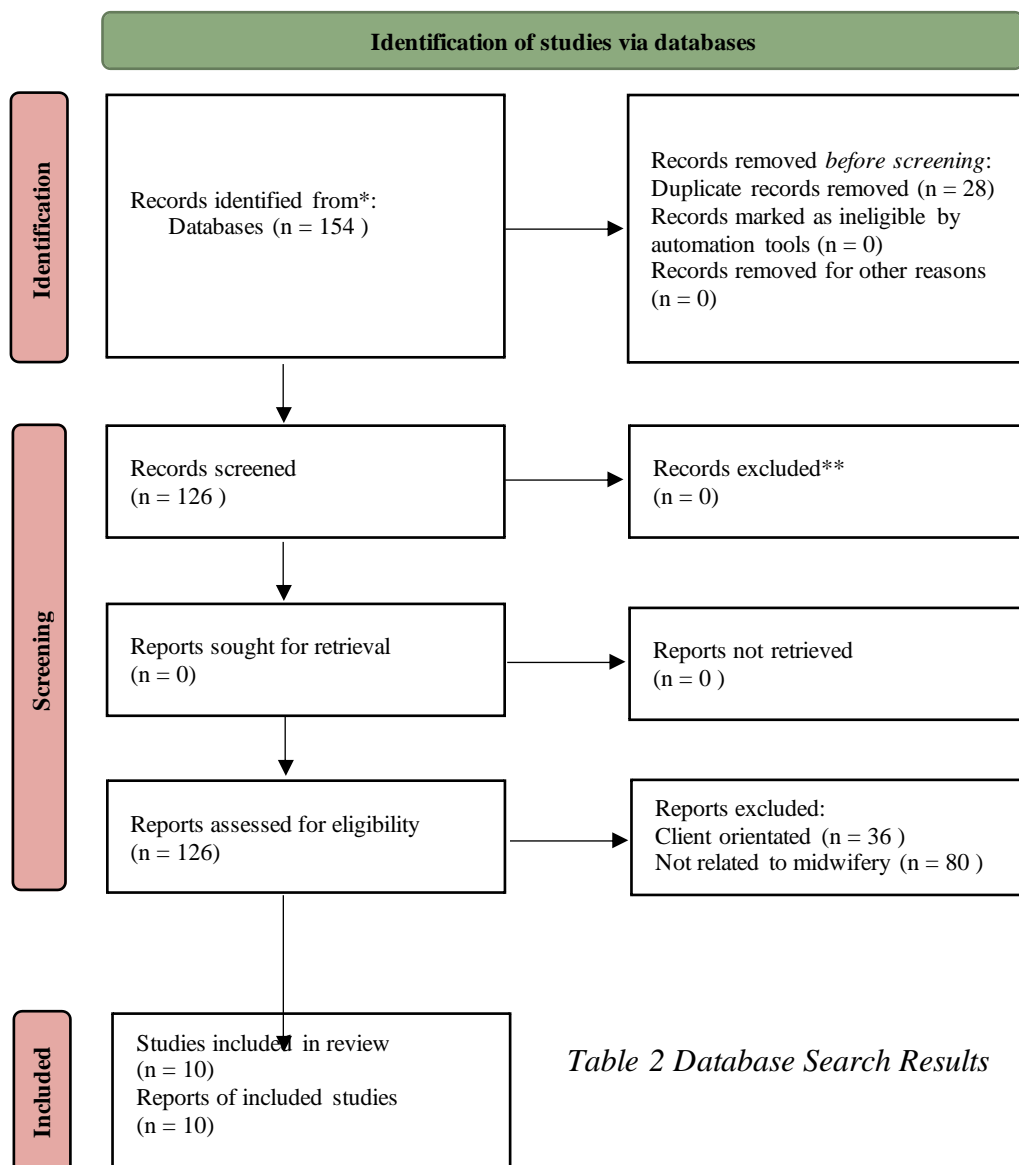 Identification of studies via databases
Identification
Records identified from*:
Databases (n = 154 )
Records removed before screening:
Duplicate records removed (n = 28)
Records marked as ineligible by
automation tools (n = 0)
Records removed for other reasons
(n = 0)
Screening
Records screened
(n = 126 )
Records excluded**
(n = 0)
Reports sought for retrieval
(n = 0)
Reports not retrieved
(n = 0 )
Reports assessed for eligibility
(n = 126)
Reports excluded:
Client orientated (n = 36 )
Not related to midwifery (n = 80 )
Included
Studies included in review
(n = 10)
Reports of included studies
(n = 10)
Table 2 Database Search Results